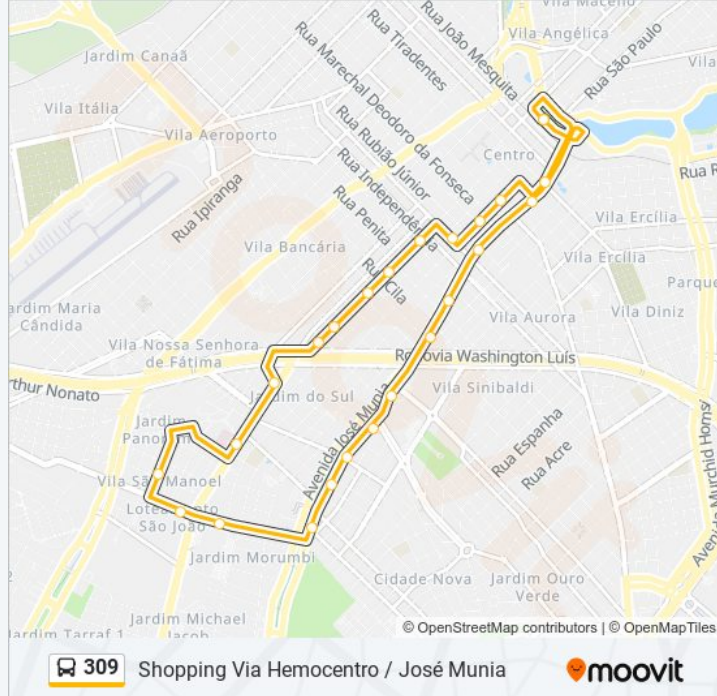 Vila Maceno
Vila Angélica
Rua João Mesquita
Rua Tiradentes
Rua São Paulo
Jardim Canaã
Rua Marechal Deodoro da Fonseca
Vila Itália
Vila Aeroporto
Rua Rubião Júnior
Centro
Rua Independência
Rua R
Rua Ipiranga
Rua Penita
Vila Ercília
Vila Bancária
Vila Ercília
Rua Cila
Parque
Jardim Maria
Cândida
Vila Diniz
Vila Aurora
Vila Nossa Senhora
de Fátima
Rodovia Washington Luís
rthur Nonato
Vila Sinibaldi
Jardim do Sul
Avenida José Munia
Jardim
Panorama
Rua Espanha
Rua Acre
Avenida Murchid Homsi
Vila São Manoel
Loteamento
São João
Jardim Morumbi
Cidade Nova
Jardim Ouro
Verde
Jardim Michael
Jacob
Jardim Tarraf 1
© OpenStreetMap contributors | © OpenMapTiles
309
Shopping Via Hemocentro / José Munia
moovit